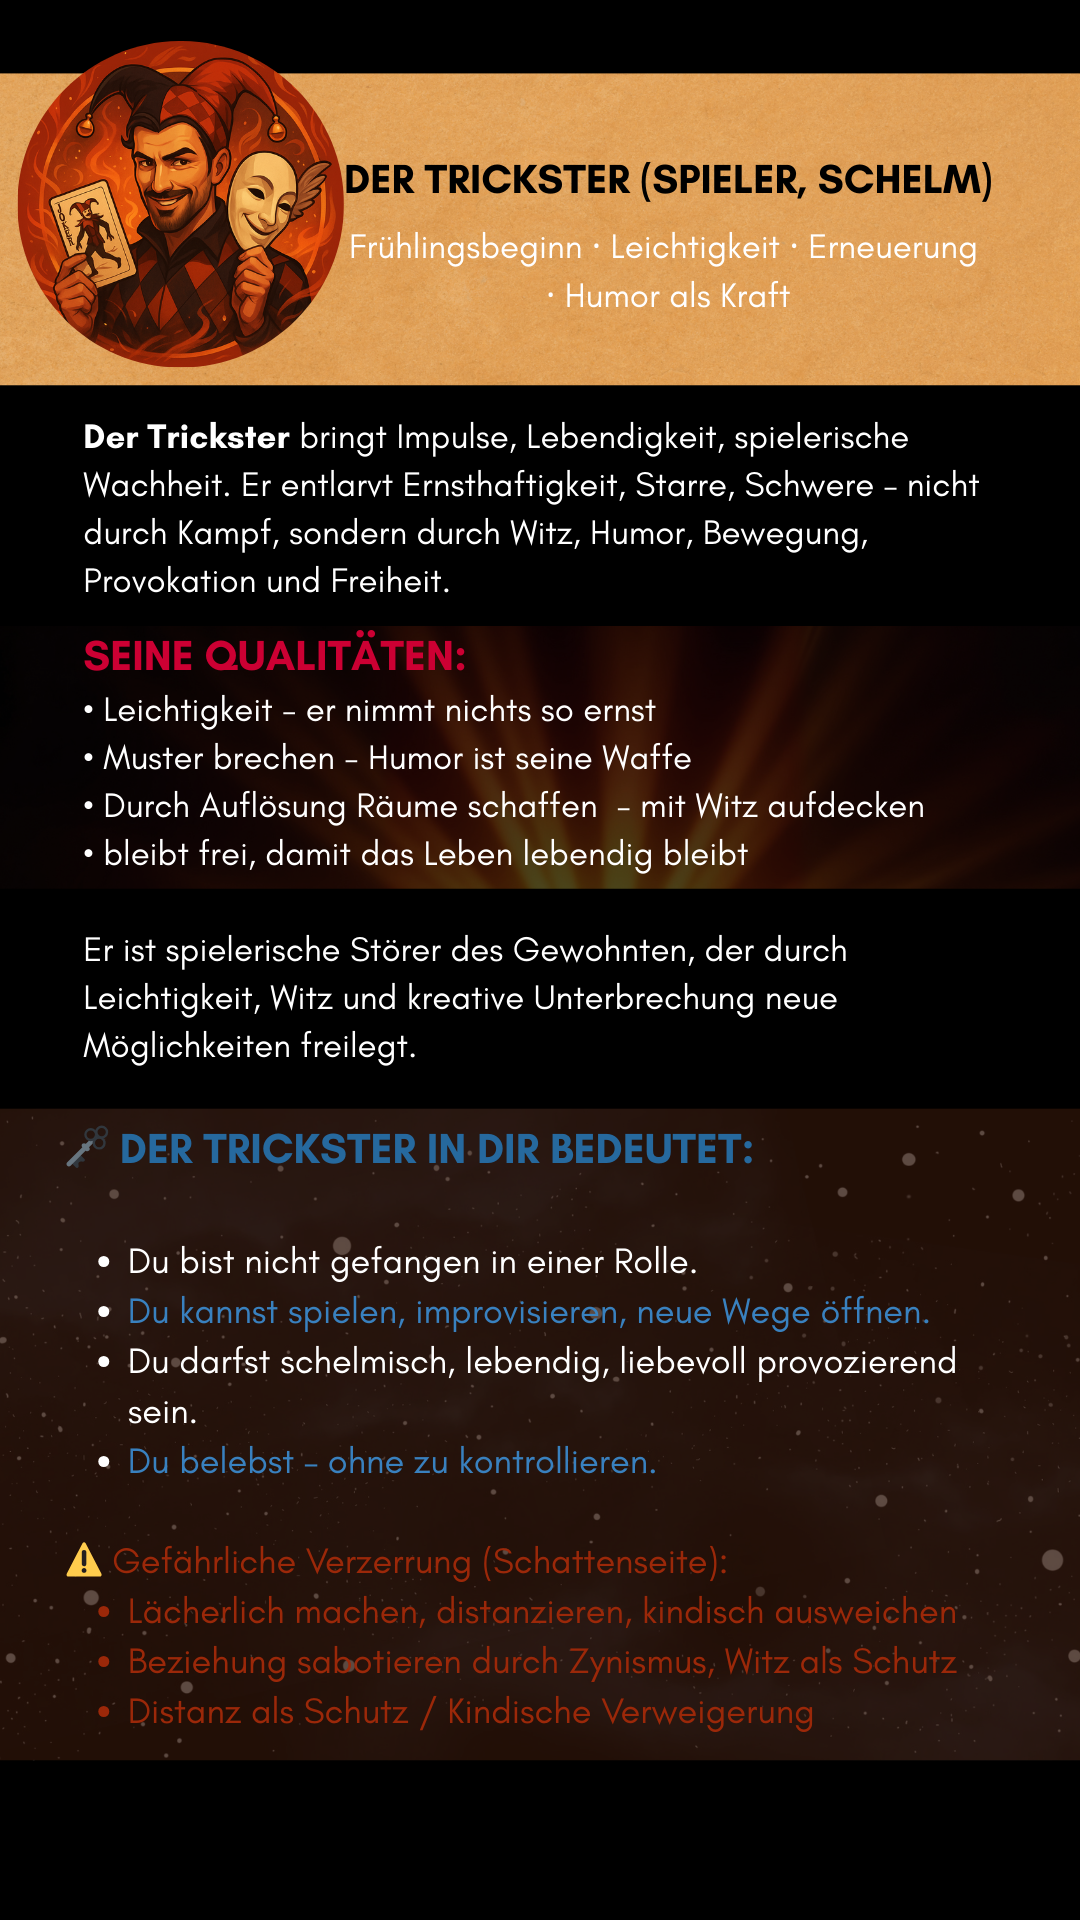 DER TRICKSTER (SPIELER, SCHELM)
Frühlingsbeginn · Leichtigkeit · Erneuerung
· Humor als Kraft
Der Trickster bringt Impulse, Lebendigkeit, spielerische
Wachheit. Er entlarvt Ernsthaftigkeit, Starre, Schwere – nicht
durch Kampf, sondern durch Witz, Humor, Bewegung,
Provokation und Freiheit.
SEINE QUALITÄTEN:
• Leichtigkeit – er nimmt nichts so ernst
• Muster brechen – Humor ist seine Waffe
• Durch Auflösung Räume schaffen – mit Witz aufdecken
• bleibt frei, damit das Leben lebendig bleibt
Er ist spielerische Störer des Gewohnten, der durch
Leichtigkeit, Witz und kreative Unterbrechung neue
Möglichkeiten freilegt.
🗝️ DER TRICKSTER IN DIR BEDEUTET:
• Du bist nicht gefangen in einer Rolle.
• Du kannst spielen, improvisieren, neue Wege öffnen.
• Du darfst schelmisch, lebendig, liebevoll provozierend
sein.
• Du belebst – ohne zu kontrollieren.
⚠️ Gefährliche Verzerrung (Schattenseite):
• Lächerlich machen, distanzieren, kindisch ausweichen
• Beziehung sabotieren durch Zynismus, Witz als Schutz
• Distanz als Schutz / Kindische Verweigerung